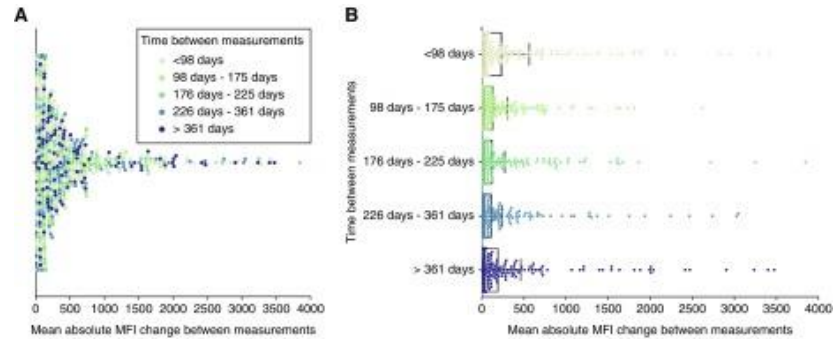 A
Time between measurements
<98 days
98 days - 175 days
176 days - 225 days
226 days - 361 days
> 361 days
0 500 1000 1500 2000 2500 3000 3500 4000
Mean absolute MFI change between measurements
B
Time between measurements
<98 days
98 days - 175 days
176 days - 225 days
226 days - 361 days
> 361 days
0 500 1000 1500 2000 2500 3000 3500 4000
Mean absolute MFI change between measurements